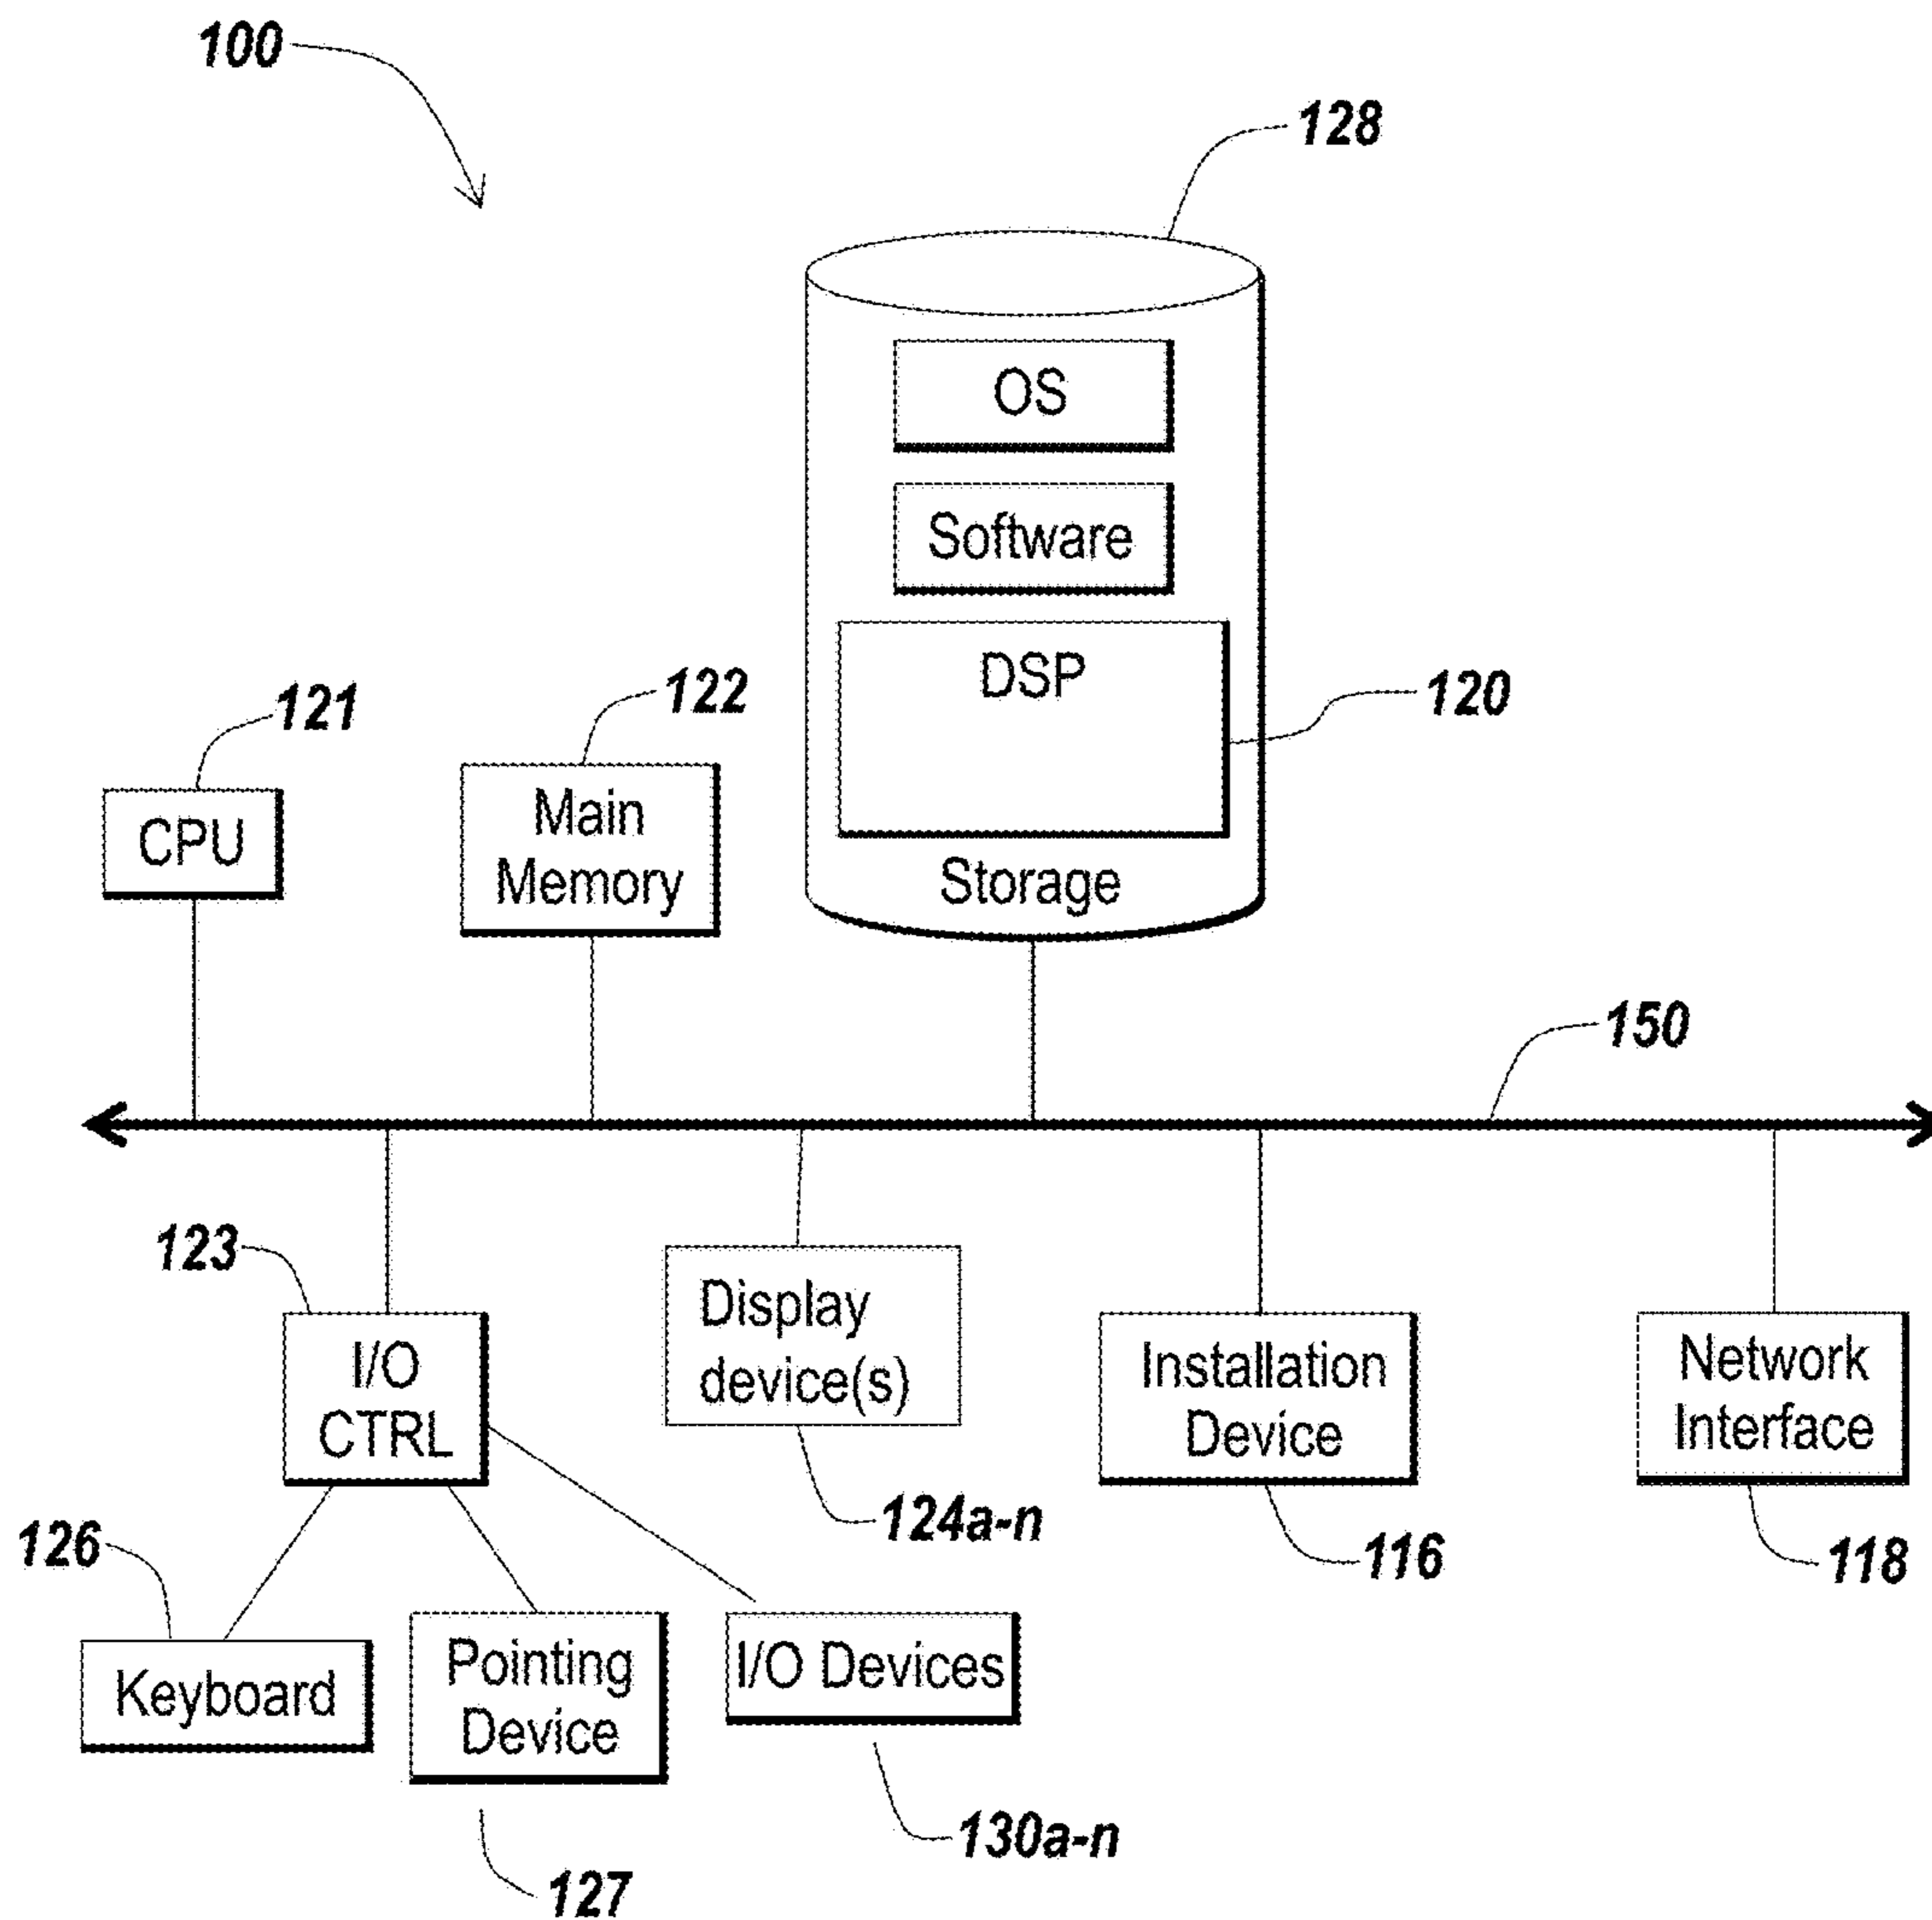 100
128
OS
Software
DSP
120
121
122
CPU
Main
Memory
Storage
150
123
Display
device(s)
I/O
CTRL
Installation
Device
Network
Interface
124a-n
116
118
126
Keyboard
Pointing
Device
I/O Devices
130a-n
127